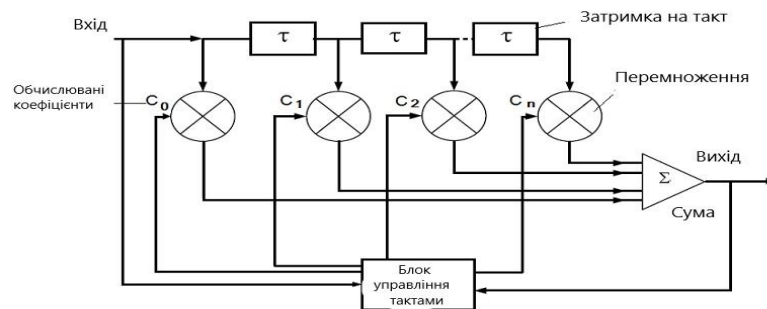 Вхід
τ
τ
τ
Затримка на такт
Обчислювані
коефіцієнти
C0
C1
C2
Cn
Перемноження
Вихід
Σ
Сума
Блок
управління
тактами